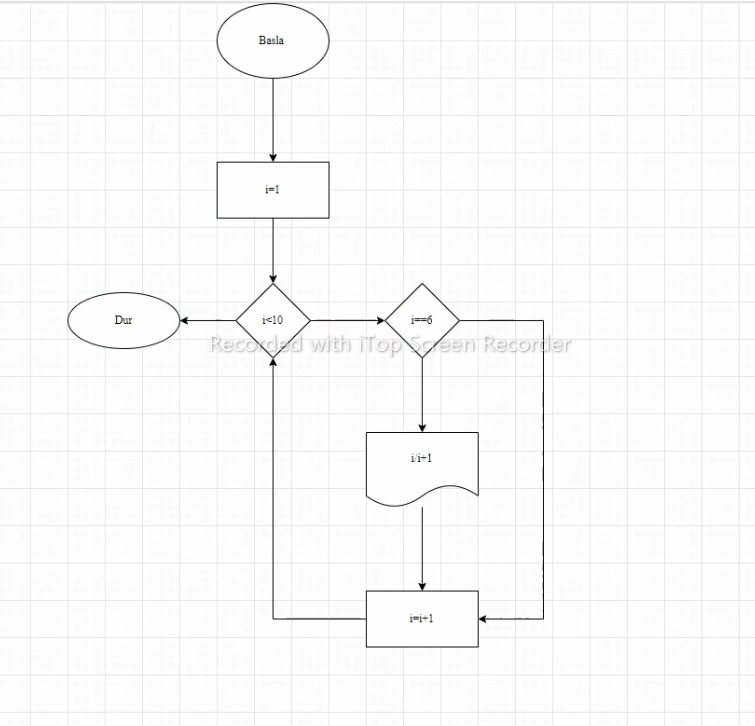 Basla
i=1
Dur
i<10
i==6
Recorded with iTop Screen Recorder
i/i+1
i=i+1